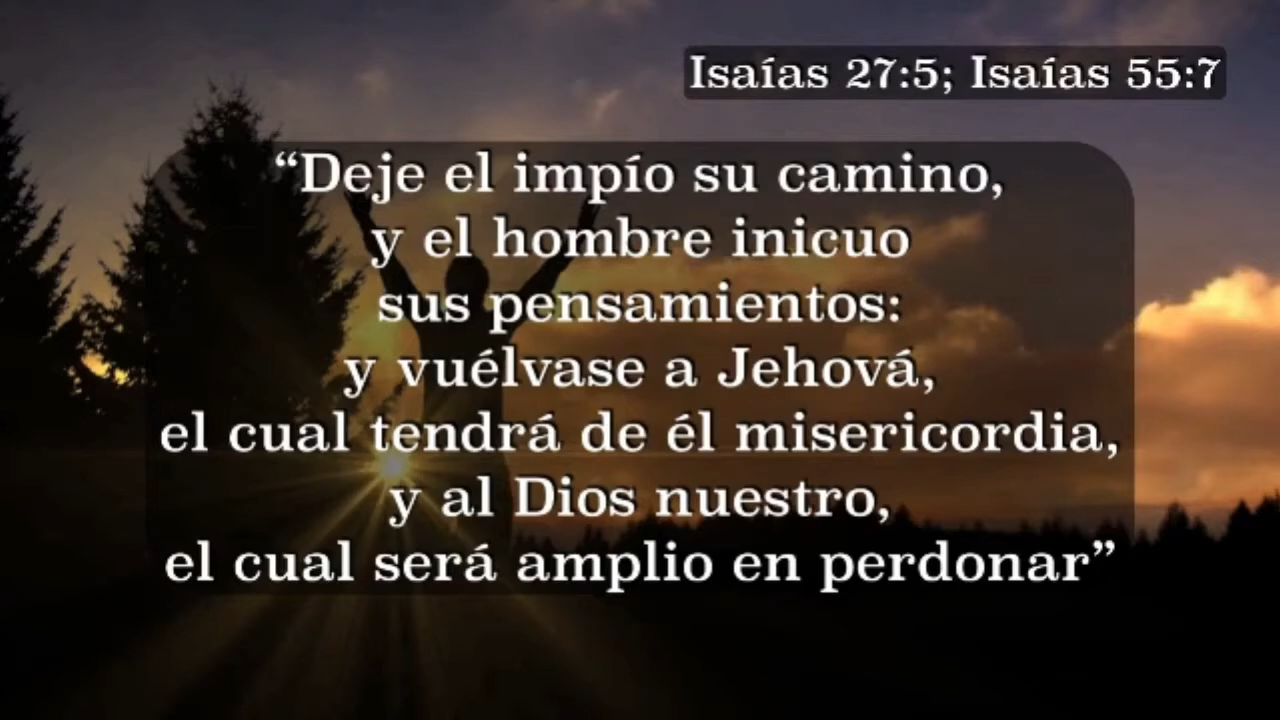 Isaías 27:5; Isaías 55:7
“Deje el impío su camino,
y el hombre inicuo
sus pensamientos:
y vuélvase a Jehová,
el cual tendrá de él misericordia,
y al Dios nuestro,
el cual será amplio en perdonar”